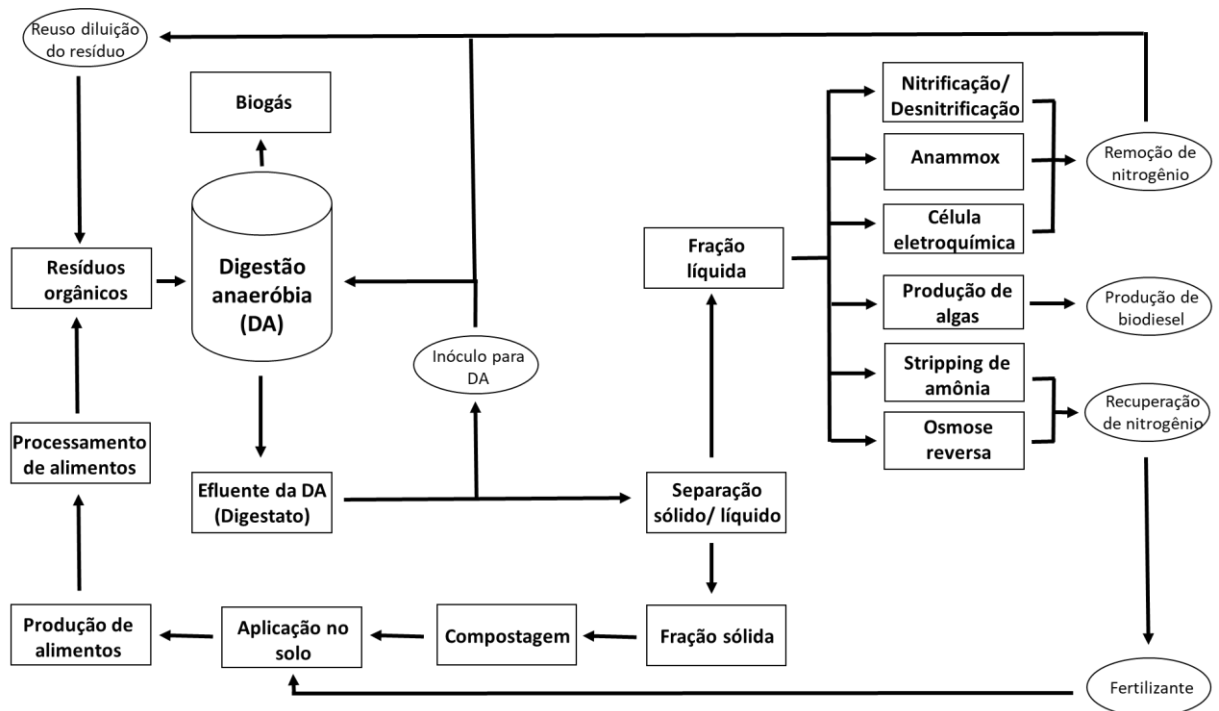 Reuso diluição
do resíduo
Biogás
Nitrificação/
Desnitrificação
Anammox
Remoção de
nitrogênio
Célula
eletroquímica
Fração
líquida
Resíduos
orgânicos
Digestão
anaeróbia
(DA)
Produção de
algas
Produção de
biodiesel
Inóculo para
DA
Stripping de
amônia
Recuperação
de nitrogênio
Osmose
reversa
Processamento
de alimentos
Efluente da DA
(Digestato)
Separação
sólido/ líquido
Produção de
alimentos
Aplicação no
solo
Compostagem
Fração sólida
Fertilizante